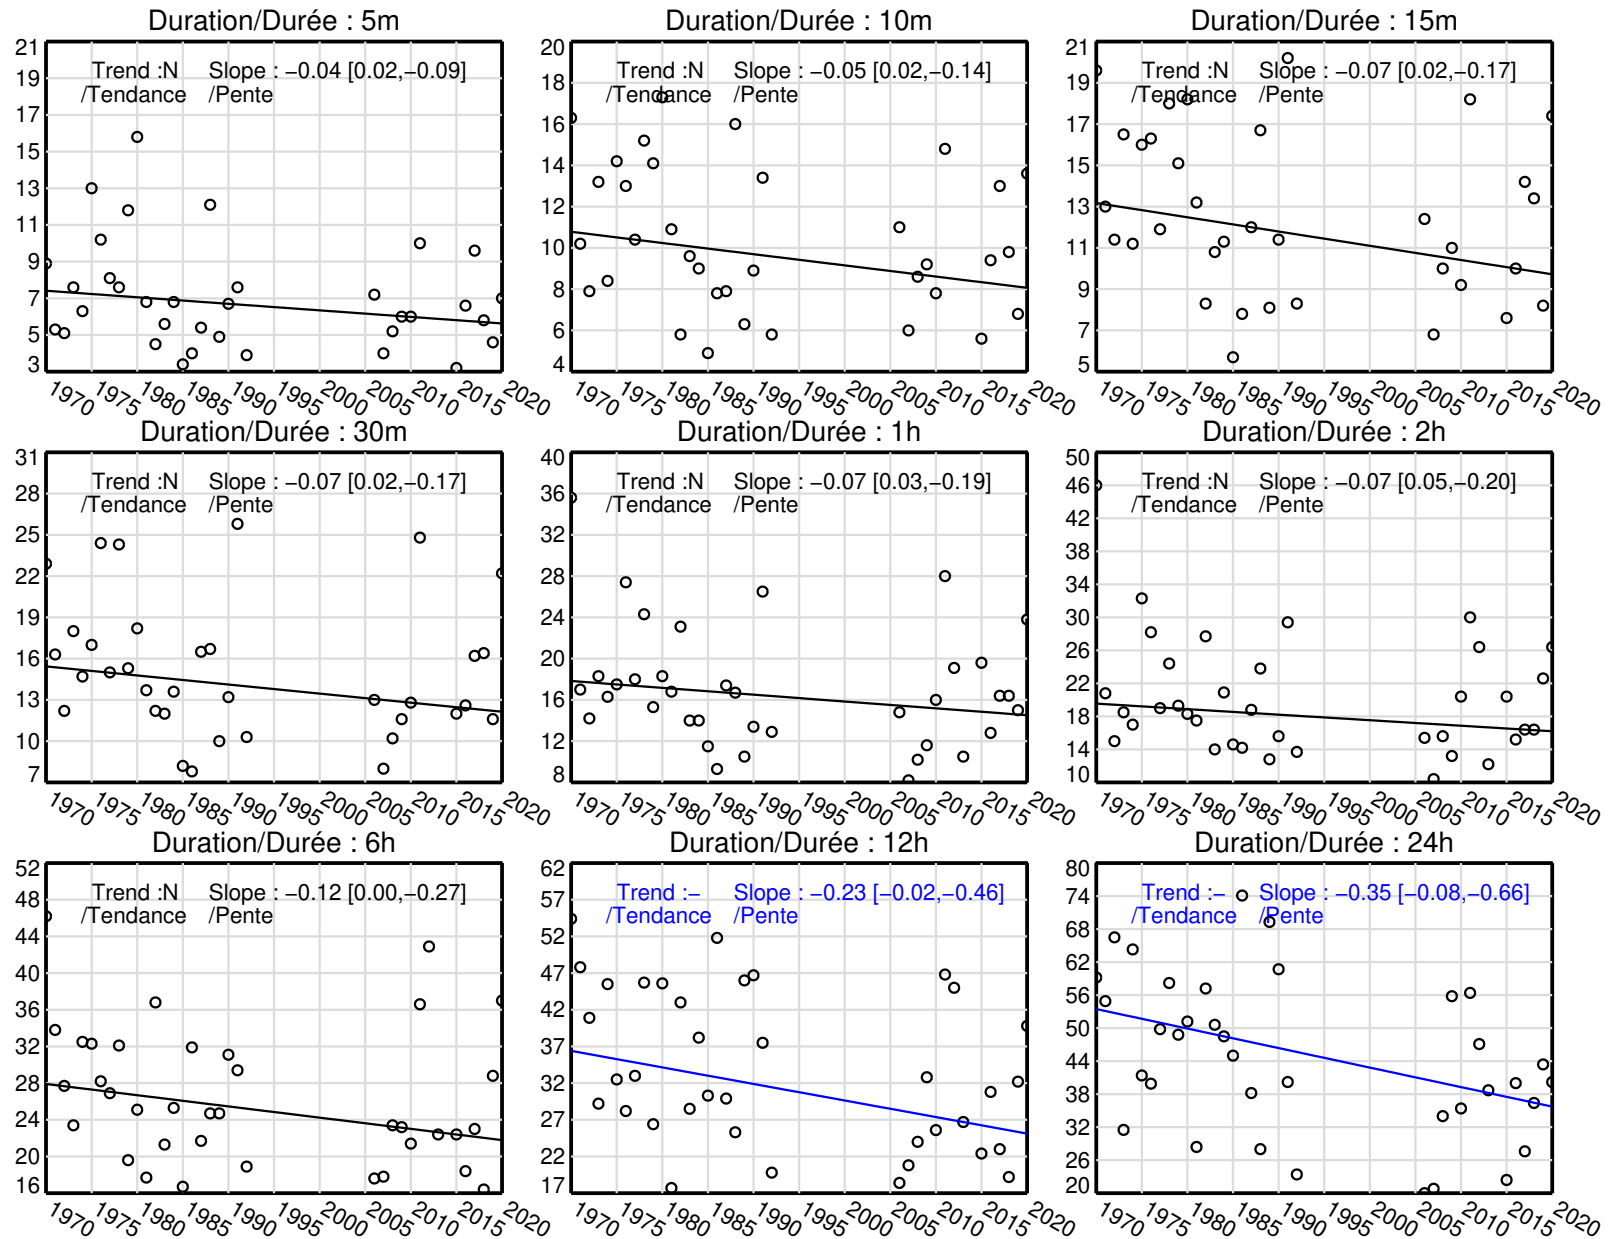 Duration/Durée : 5m
Trend :N Slope : −0.04 [0.02,−0.09]
/Tendance /Pente
21
19
17
15
13
11
9
7
5
3
1970 1975 1980 1985 1990 1995 2000 2005 2010 2015 2020
Duration/Durée : 10m
Trend :N Slope : −0.05 [0.02,−0.14]
/Tendance /Pente
20
18
16
14
12
10
8
6
4
1970 1975 1980 1985 1990 1995 2000 2005 2010 2015 2020
Duration/Durée : 15m
Trend :N Slope : −0.07 [0.02,−0.17]
/Tendance /Pente
21
19
17
15
13
11
9
7
5
1970 1975 1980 1985 1990 1995 2000 2005 2010 2015 2020
Duration/Durée : 30m
Trend :N Slope : −0.07 [0.02,−0.17]
/Tendance /Pente
31
28
25
22
19
16
13
10
7
1970 1975 1980 1985 1990 1995 2000 2005 2010 2015 2020
Duration/Durée : 1h
Trend :N Slope : −0.07 [0.03,−0.19]
/Tendance /Pente
40
36
32
28
24
20
16
12
8
1970 1975 1980 1985 1990 1995 2000 2005 2010 2015 2020
Duration/Durée : 2h
Trend :N Slope : −0.07 [0.05,−0.20]
/Tendance /Pente
50
46
42
38
34
30
26
22
18
14
10
1970 1975 1980 1985 1990 1995 2000 2005 2010 2015 2020
Duration/Durée : 6h
Trend :N Slope : −0.12 [0.00,−0.27]
/Tendance /Pente
52
48
44
40
36
32
28
24
20
16
1970 1975 1980 1985 1990 1995 2000 2005 2010 2015 2020
Duration/Durée : 12h
Trend :− Slope : −0.23 [−0.02,−0.46]
/Tendance /Pente
62
57
52
47
42
37
32
27
22
17
1970 1975 1980 1985 1990 1995 2000 2005 2010 2015 2020
Duration/Durée : 24h
Trend :− Slope : −0.35 [−0.08,−0.66]
/Tendance /Pente
80
74
68
62
56
50
44
38
32
26
20
1970 1975 1980 1985 1990 1995 2000 2005 2010 2015 2020